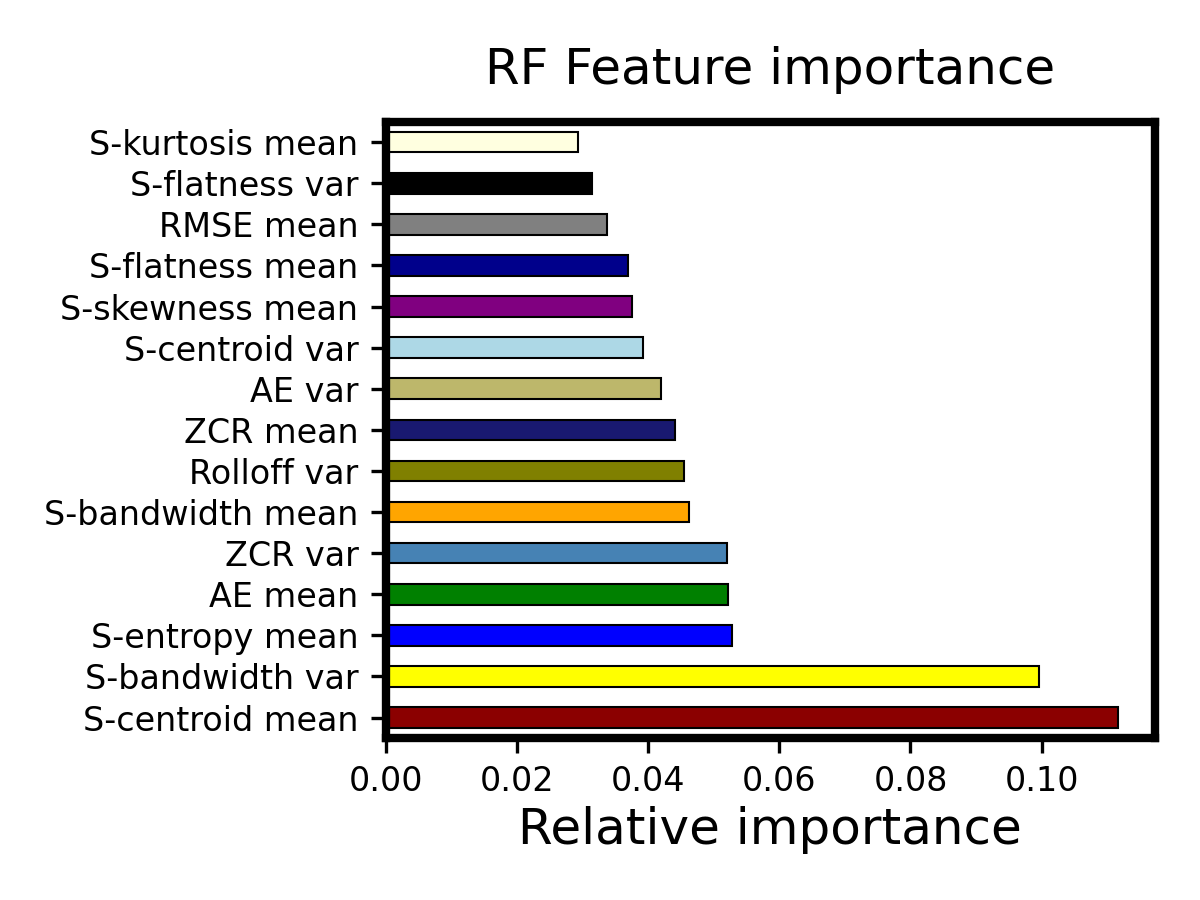 RF Feature importance
S-kurtosis mean
S-flatness var
RMSE mean
S-flatness mean
S-skewness mean
S-centroid var
AE var
ZCR mean
Rolloff var
S-bandwidth mean
ZCR var
AE mean
S-entropy mean
S-bandwidth var
S-centroid mean
0.00 0.02 0.04 0.06 0.08 0.10
Relative importance